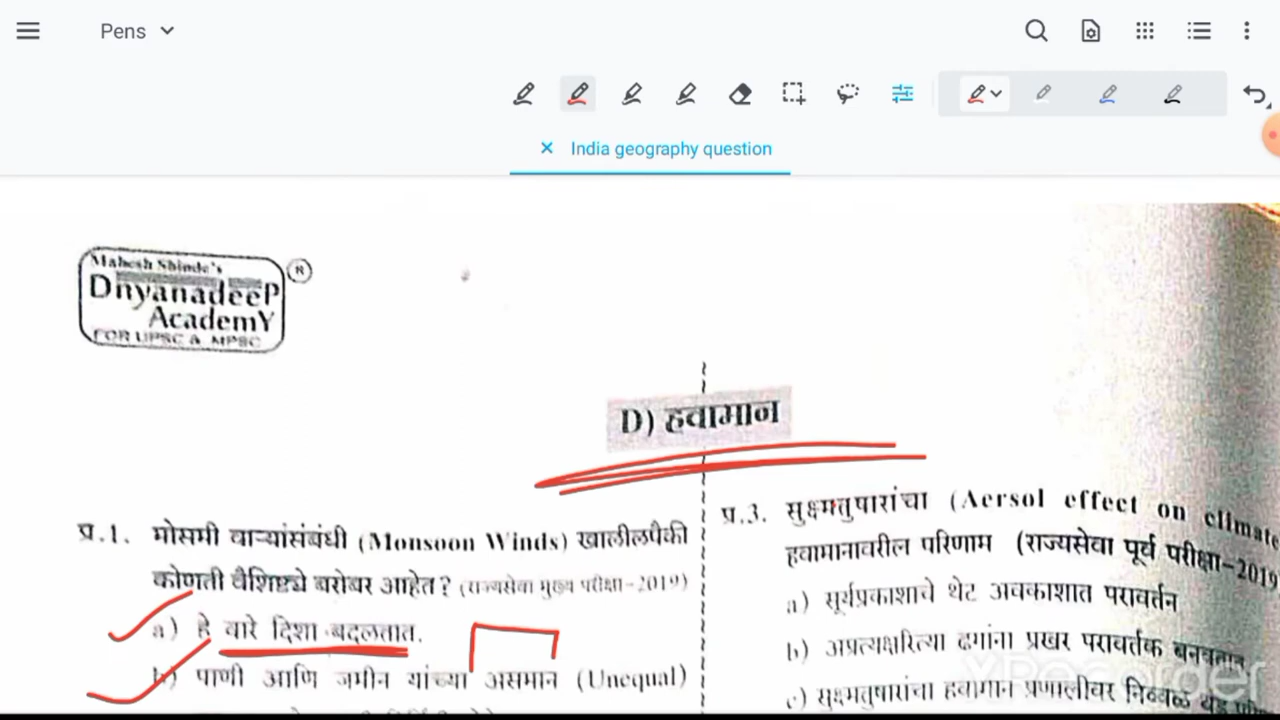 Pens
India geography question
Mahesh Shinde's
DnyanadeeP
AcademY
FOR UPSC & MPSC
®
D) हवामान
प्र.1. मोसमी वाऱ्यांसंबंधी (Monsoon Winds) खालीलपैकी
कोणती वैशिष्ट्ये बरोबर आहेत? (राज्यसेवा मुख्य परीक्षा-2019)
a) हे वारे दिशा बदलतात.
b) पाणी आणि जमीन यांच्या असमान (Unequal)
प्र.3. सुक्ष्मतुषारांचा (Aersol effect on climate
हवामानावरील परिणाम (राज्यसेवा पूर्व परीक्षा-2019)
a) सूर्यप्रकाशाचे थेट अवकाशात परावर्तन
b) अप्रत्यक्षरित्या ढगांना प्रखर परावर्तक बनवतात
c) सुक्ष्मतुषारांचा हवामान प्रणालीवर निव्वळ थंड
XRecorder